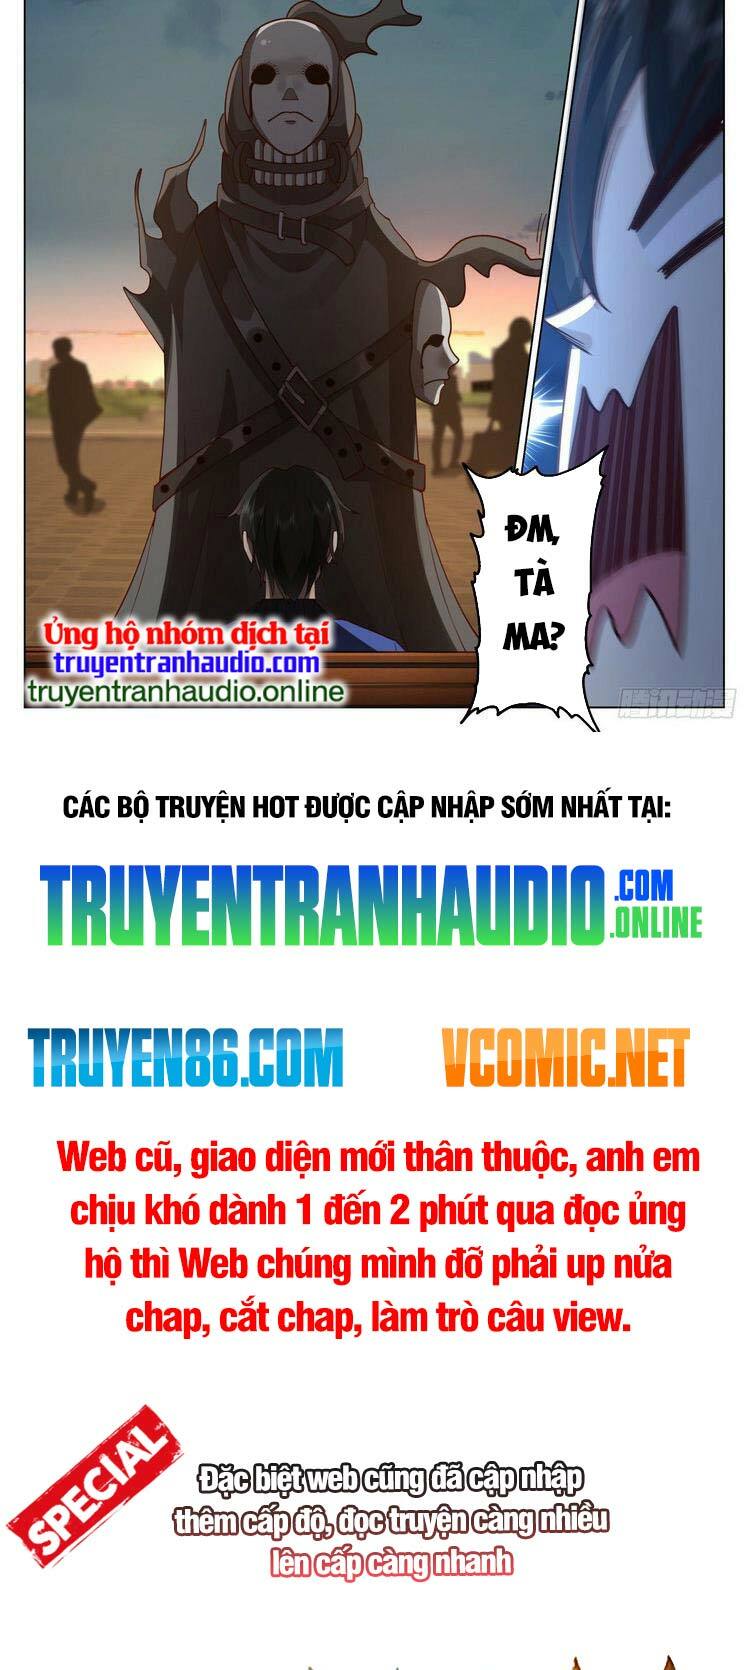 ĐM,
TÀ
MA?
Ủng hộ nhóm dịch tại
truyentranhaudio.com
truyentranhaudio.online
腾讯动漫
CÁC BỘ TRUYỆN HOT ĐƯỢC CẬP NHẬP SỚM NHẤT TẠI:
TRUYENTRANHAUDIO .COM
.ONLINE
TRUYEN86.COM
VCOMIC.NET
Web cũ, giao diện mới thân thuộc, anh em
chịu khó dành 1 đến 2 phút qua đọc ủng
hộ thì Web chúng mình đỡ phải up nửa
chap, cắt chap, làm trò câu view.
SPECIAL
Đặc biệt web cũng đã cập nhập
thêm cấp độ, đọc truyện càng nhiều
lên cấp càng nhanh